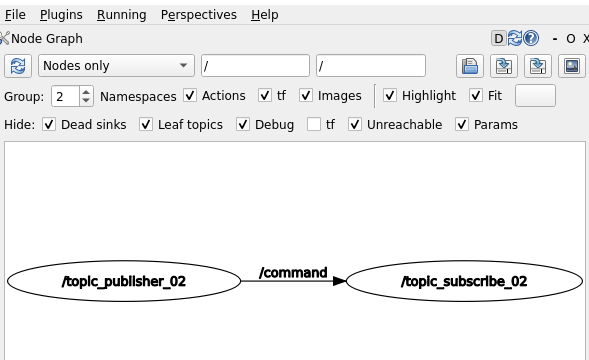 File Plugins Running Perspectives Help
Node Graph D - O X
Nodes only / /
Group: 2 Namespaces Actions tf Images Highlight Fit
Hide: Dead sinks Leaf topics Debug tf Unreachable Params
/topic_publisher_02 /command /topic_subscribe_02